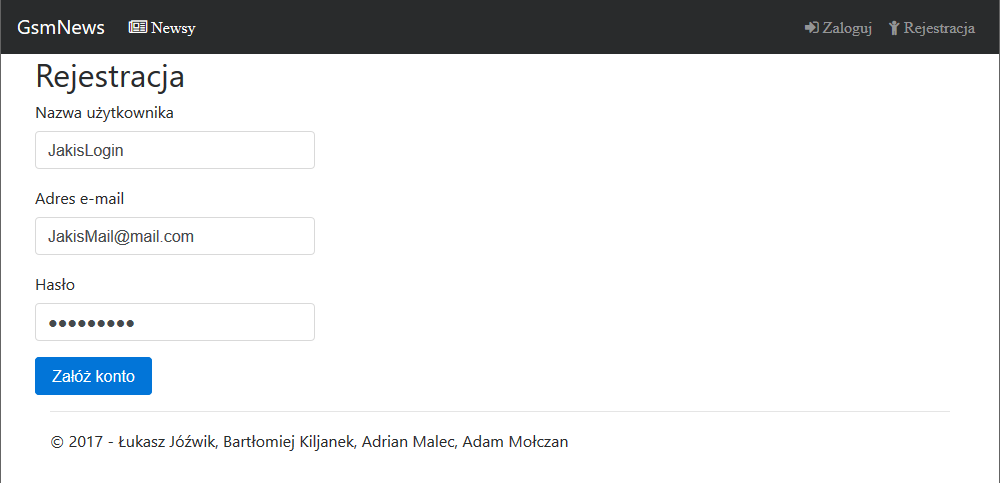 GsmNews Newsy Zaloguj Rejestracja
Rejestracja
Nazwa użytkownika
JakisLogin
Adres e-mail
JakisMail@mail.com
Hasło
●●●●●●●●●
Załóż konto
© 2017 - Łukasz Jóźwik, Bartłomiej Kiljanek, Adrian Malec, Adam Mołczan